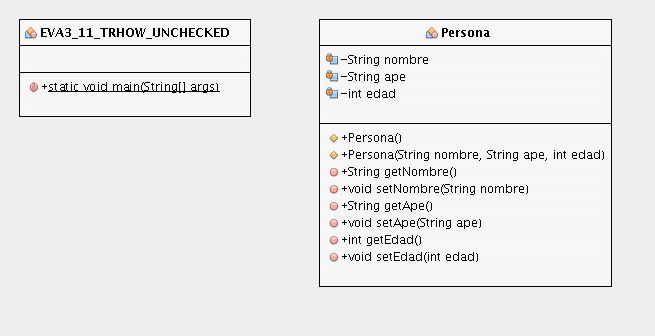 EVA3_11_TRHOW_UNCHECKED
+static void main(String[] args)
Persona
-String nombre
-String ape
-int edad
+Persona()
+Persona(String nombre, String ape, int edad)
+String getNombre()
+void setNombre(String nombre)
+String getApe()
+void setApe(String ape)
+int getEdad()
+void setEdad(int edad)